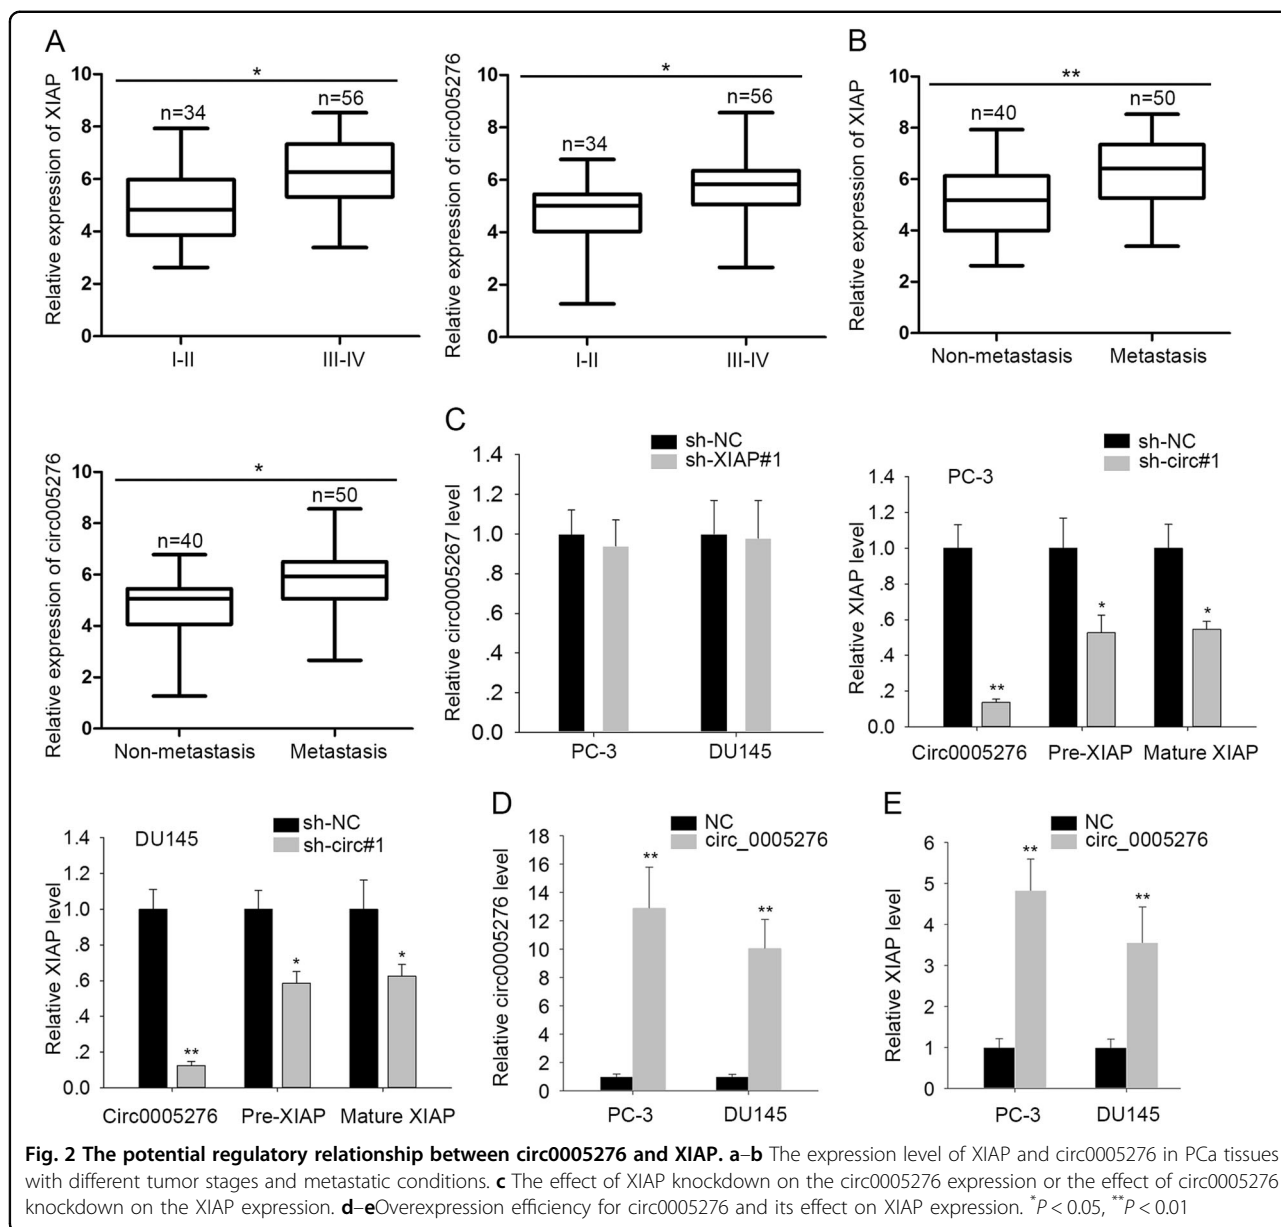 A
Relative expression of XIAP
10
8
6
4
2
0
*
n=34
n=56
I-II
III-IV
Relative expression of circ005276
10
8
6
4
2
0
*
n=34
n=56
I-II
III-IV
B
Relative expression of XIAP
10
8
6
4
2
0
**
n=40
n=50
Non-metastasis
Metastasis
Relative expression of circ005276
10
8
6
4
2
0
*
n=40
n=50
Non-metastasis
Metastasis
C
sh-NC
sh-XIAP#1
Relative circ0005267 level
1.4
1.2
1.0
.8
.6
.4
.2
0.0
PC-3
DU145
sh-NC
sh-circ#1
PC-3
Relative XIAP level
1.4
1.2
1.0
.8
.6
.4
.2
0.0
**
*
*
Circ0005276
Pre-XIAP
Mature XIAP
sh-NC
sh-circ#1
DU145
Relative XIAP level
1.4
1.2
1.0
.8
.6
.4
.2
0.0
**
*
*
Circ0005276
Pre-XIAP
Mature XIAP
D
NC
circ_0005276
Relative circ0005276 level
18
16
14
12
10
8
6
4
2
0
**
**
PC-3
DU145
E
NC
circ_0005276
Relative XIAP level
6
5
4
3
2
1
0
**
**
PC-3
DU145
Fig. 2 The potential regulatory relationship between circ0005276 and XIAP. a–b The expression level of XIAP and circ0005276 in PCa tissues
with different tumor stages and metastatic conditions. c The effect of XIAP knockdown on the circ0005276 expression or the effect of circ0005276
knockdown on the XIAP expression. d–eOverexpression efficiency for circ0005276 and its effect on XIAP expression. *P < 0.05, **P < 0.01